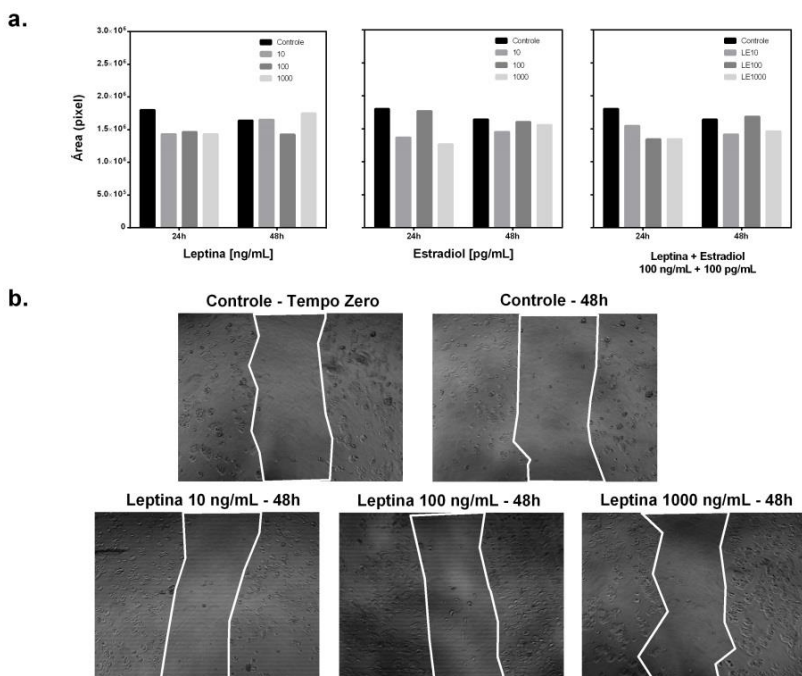 a.
Área (pixel)
3.0×10⁶
2.5×10⁶
2.0×10⁶
1.5×10⁶
1.0×10⁶
5.0×10⁵
0
Controle
10
100
1000
24h
48h
Leptina [ng/mL]
Controle
10
100
1000
24h
48h
Estradiol [pg/mL]
Controle
LE10
LE100
LE1000
24h
48h
Leptina + Estradiol
100 ng/mL + 100 pg/mL
b.
Controle - Tempo Zero
Controle - 48h
Leptina 10 ng/mL - 48h
Leptina 100 ng/mL - 48h
Leptina 1000 ng/mL - 48h